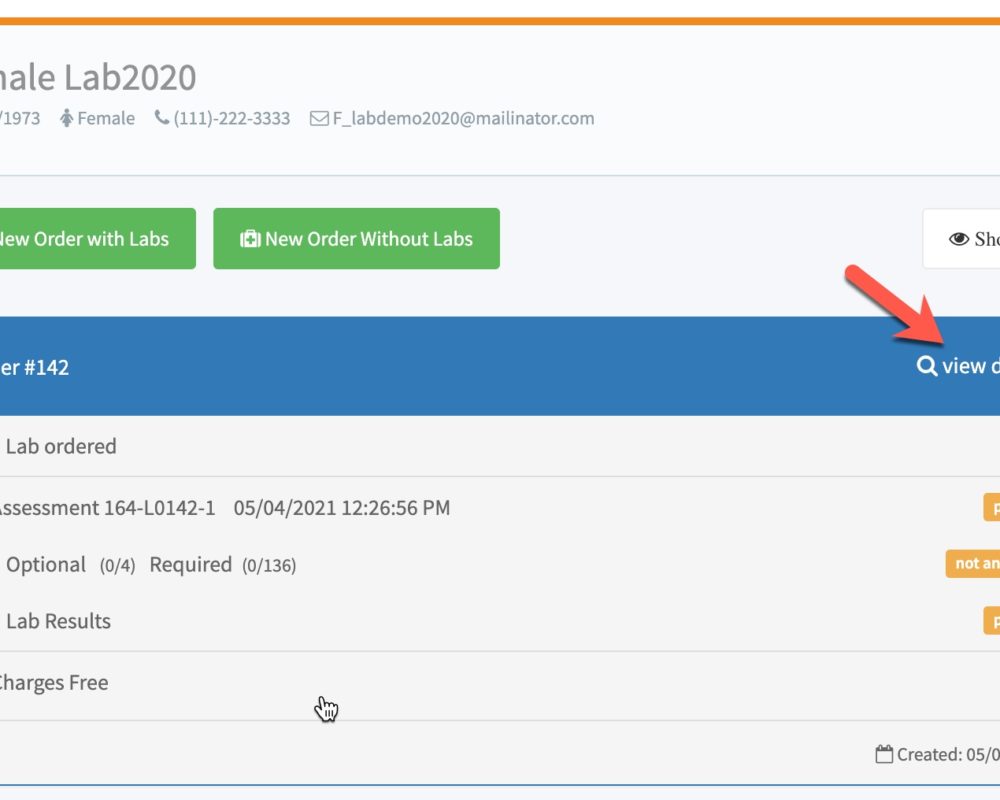 nale Lab2020
/1973 Female (111)-222-3333 F_labdemo2020@mailinator.com
New Order with Labs New Order Without Labs Sho
er #142 view d
Lab ordered
Assessment 164-L0142-1 05/04/2021 12:26:56 PM
Optional (0/4) Required (0/136) not an
Lab Results
Charges Free
Created: 05/0